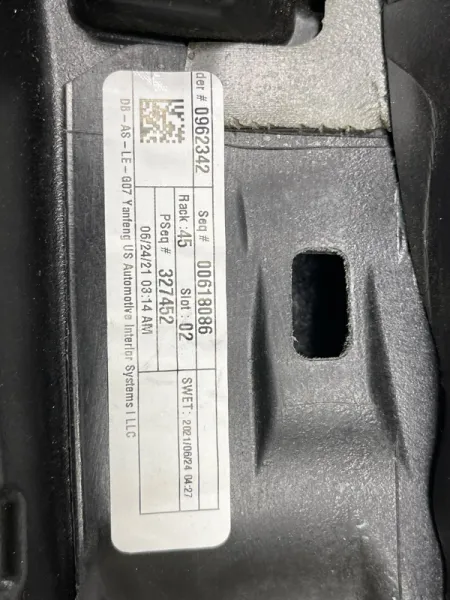 der # 0962342
Seq # 00618086
Rack : 45 Slot : 02
PSeq # 327452
06/24/21 03:14 AM
SWET : 2021/06/24 04:27
DB-AS-LE-G07 Yanfeng US Automotive Interior Systems I LLC